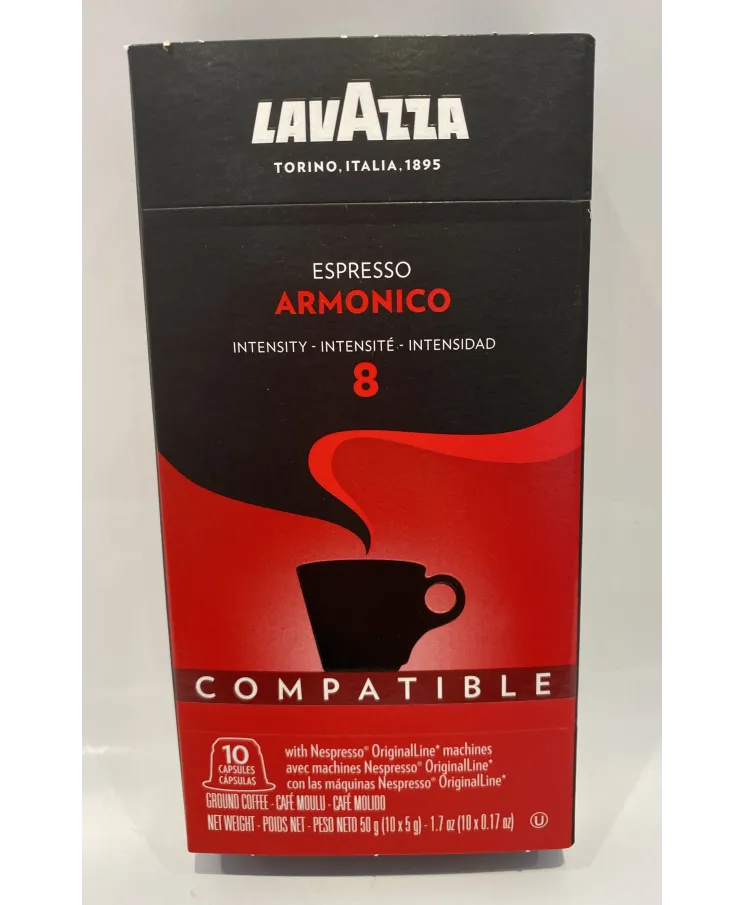 LAVAZZA
TORINO, ITALIA, 1895
ESPRESSO
ARMONICO
INTENSITY - INTENSITÉ - INTENSIDAD
8
COMPATIBLE
10
CAPSULES
CÁPSULAS
with Nespresso® OriginalLine* machines
avec machines Nespresso® OriginalLine*
con las máquinas Nespresso® OriginalLine*
GROUND COFFEE - CAFÉ MOULU - CAFÉ MOLIDO
NET WEIGHT - POIDS NET - PESO NETO 50 g (10 x 5 g) - 1.7 oz (10 x 0.17 oz) U